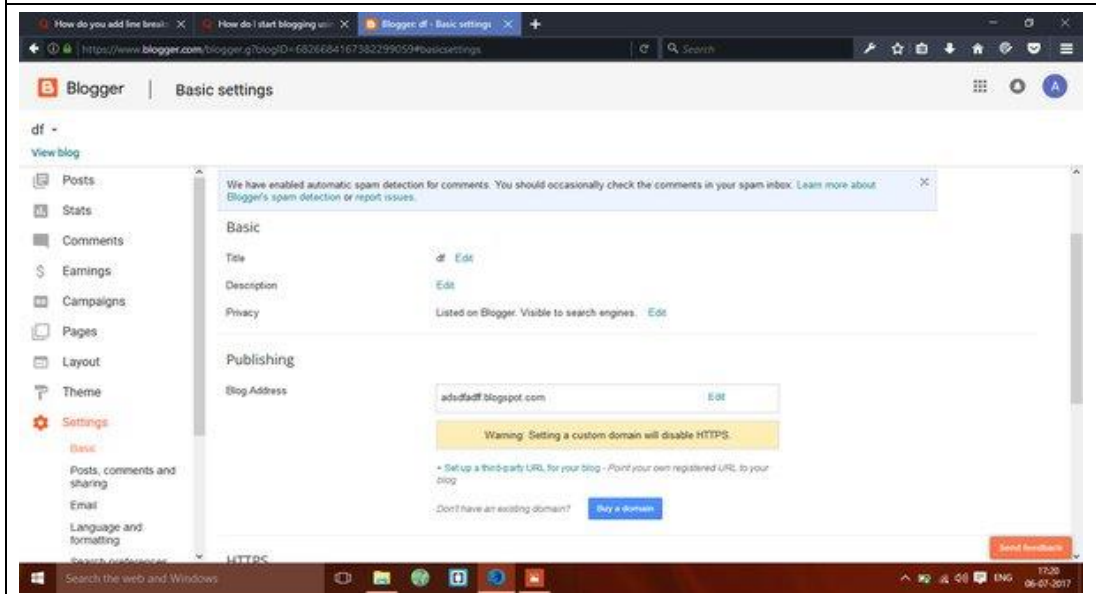 How do you add line break
How do I start blogging usin
Blogger: df - Basic settings
https://www.blogger.com/blogger.g?blogID=6826684167382299059#basicsettings
Search
Blogger | Basic settings
A
df
View blog
Posts
Stats
Comments
Earnings
Campaigns
Pages
Layout
Theme
Settings
Basic
Posts, comments and
sharing
Email
Language and
formatting
Search preferences
We have enabled automatic spam detection for comments. You should occasionally check the comments in your spam inbox. Learn more about
Blogger's spam detection or report issues.
Basic
Title
df Edit
Description
Edit
Privacy
Listed on Blogger. Visible to search engines. Edit
Publishing
Blog Address
adsdfadff.blogspot.com Edit
Warning: Setting a custom domain will disable HTTPS.
+ Set up a third-party URL for your blog - Point your own registered URL to your
blog
Don't have an existing domain? Buy a domain
HTTPS
Send feedback
Search the web and Windows
ENG
17:20
06-07-2017